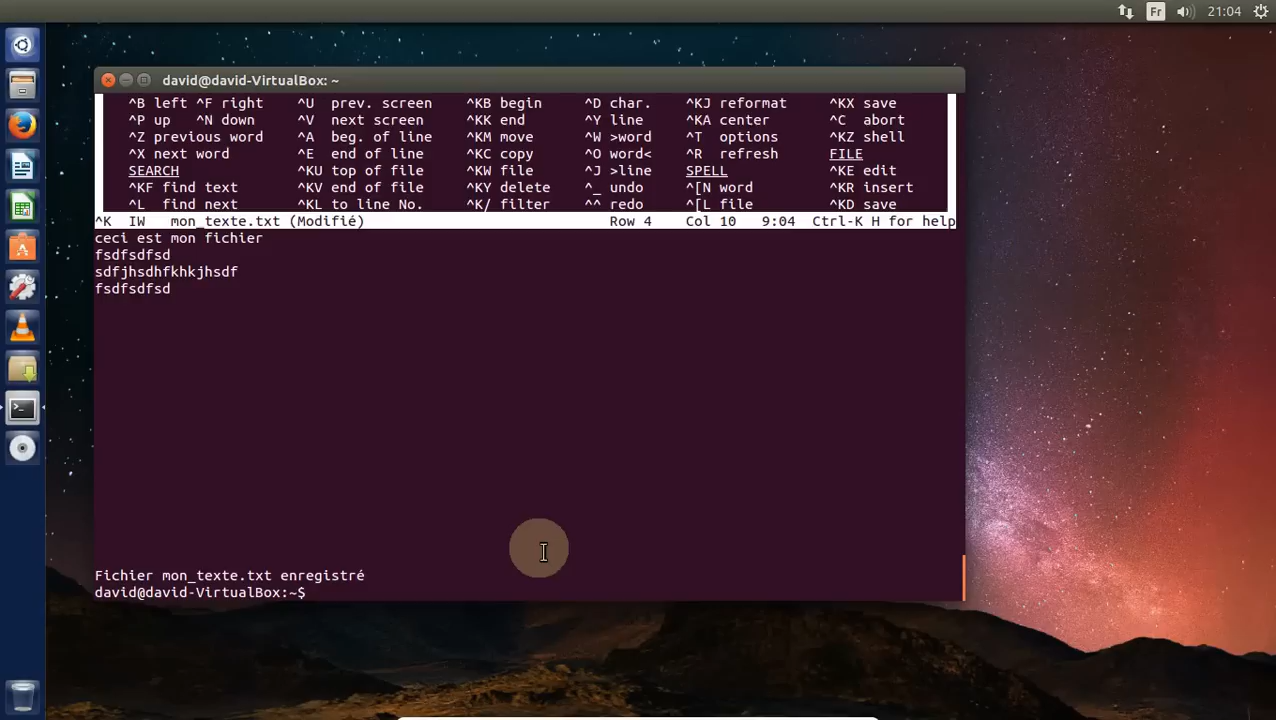 Fr 21:04
david@david-VirtualBox: ~
^B left ^F right ^U prev. screen ^KB begin ^D char. ^KJ reformat ^KX save
^P up ^N down ^V next screen ^KK end ^Y line ^KA center ^C abort
^Z previous word ^A beg. of line ^KM move ^W >word ^T options ^KZ shell
^X next word ^E end of line ^KC copy ^O word< ^R refresh FILE
SEARCH ^KU top of file ^KW file ^J >line SPELL ^KE edit
^KF find text ^KV end of file ^KY delete ^_ undo ^[N word ^KR insert
^L find next ^KL to line No. ^K/ filter ^^ redo ^[L file ^KD save
^K IW mon_texte.txt (Modifié) Row 4 Col 10 9:04 Ctrl-K H for help
ceci est mon fichier
fsdfsdfsd
sdfjhsdhfkhkjhsdf
fsdfsdfsd
Fichier mon_texte.txt enregistré
david@david-VirtualBox:~$